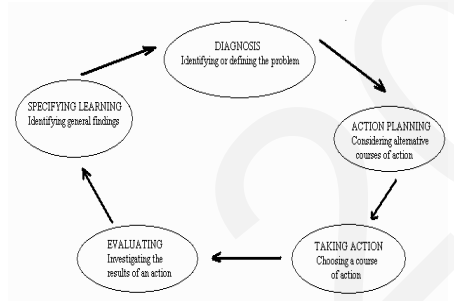 DIAGNOSIS
Identifying or defining the problem
ACTION PLANNING
Considering alternative
courses of action
TAKING ACTION
Choosing a course
of action
EVALUATING
Investigating the
results of an action
SPECIFYING LEARNING
Identifying general findings